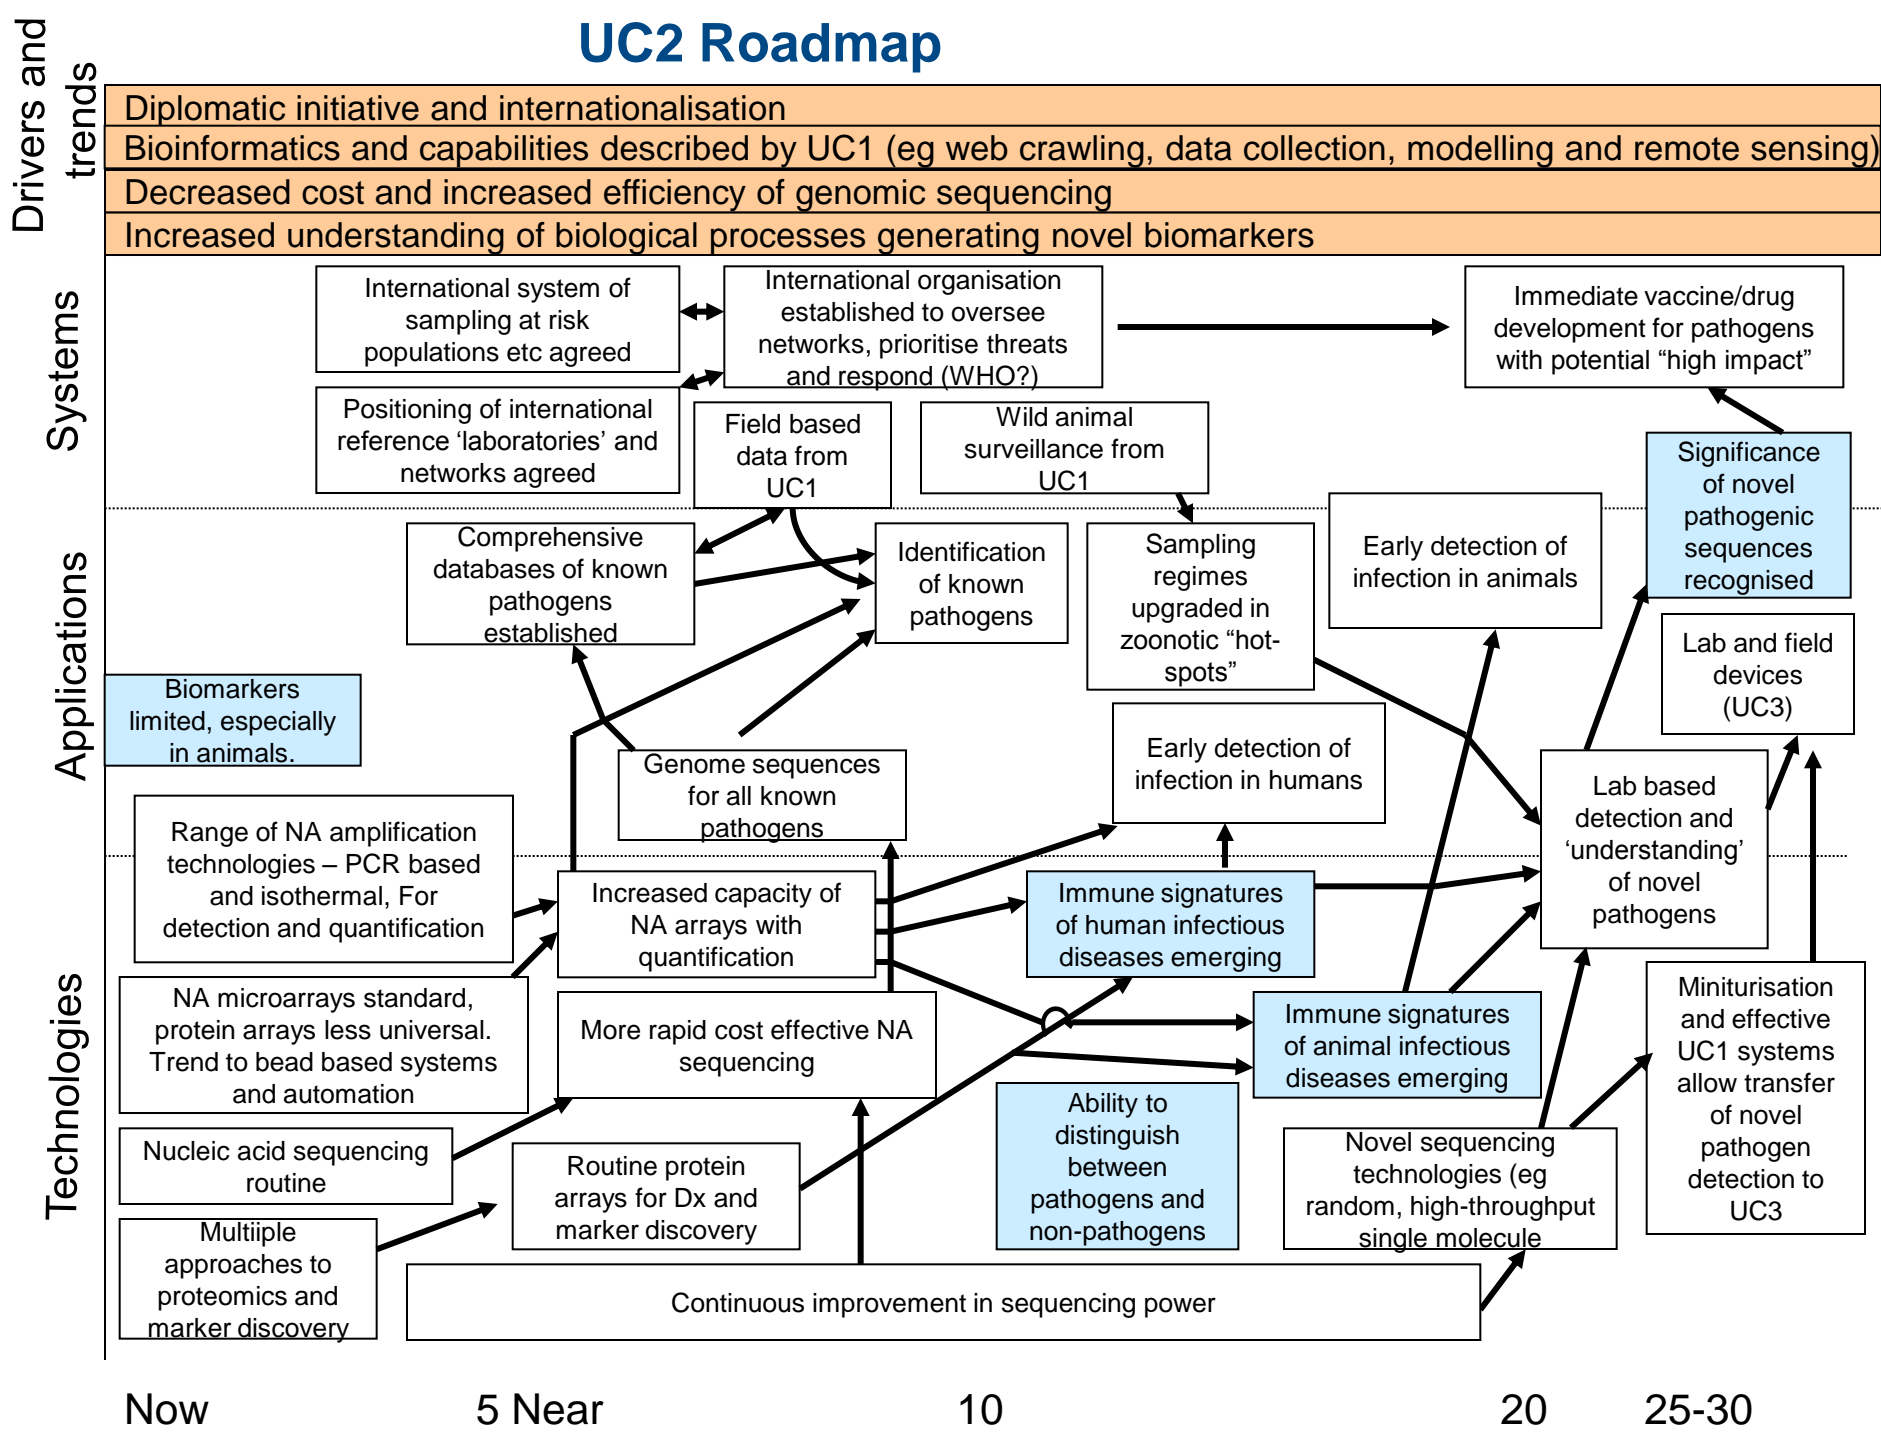 UC2 Roadmap
Drivers and
trends
Diplomatic initiative and internationalisation
Bioinformatics and capabilities described by UC1 (eg web crawling, data collection, modelling and remote sensing)
Decreased cost and increased efficiency of genomic sequencing
Increased understanding of biological processes generating novel biomarkers
Systems
International system of
sampling at risk
populations etc agreed
International organisation
established to oversee
networks, prioritise threats
and respond (WHO?)
Immediate vaccine/drug
development for pathogens
with potential “high impact”
Positioning of international
reference ‘laboratories’ and
networks agreed
Field based
data from
UC1
Wild animal
surveillance from
UC1
Significance
of novel
pathogenic
sequences
recognised
Applications
Comprehensive
databases of known
pathogens
established
Identification
of known
pathogens
Sampling
regimes
upgraded in
zoonotic “hot-
spots”
Early detection of
infection in animals
Lab and field
devices
(UC3)
Biomarkers
limited, especially
in animals.
Genome sequences
for all known
pathogens
Early detection of
infection in humans
Lab based
detection and
‘understanding’
of novel
pathogens
Range of NA amplification
technologies – PCR based
and isothermal, For
detection and quantification
Technologies
Increased capacity of
NA arrays with
quantification
Immune signatures
of human infectious
diseases emerging
NA microarrays standard,
protein arrays less universal.
Trend to bead based systems
and automation
More rapid cost effective NA
sequencing
Immune signatures
of animal infectious
diseases emerging
Miniturisation
and effective
UC1 systems
allow transfer
of novel
pathogen
detection to
UC3
Ability to
distinguish
between
pathogens and
non-pathogens
Nucleic acid sequencing
routine
Routine protein
arrays for Dx and
marker discovery
Novel sequencing
technologies (eg
random, high-throughput
single molecule
Multiiple
approaches to
proteomics and
marker discovery
Continuous improvement in sequencing power
Now
5 Near
10
20
25-30